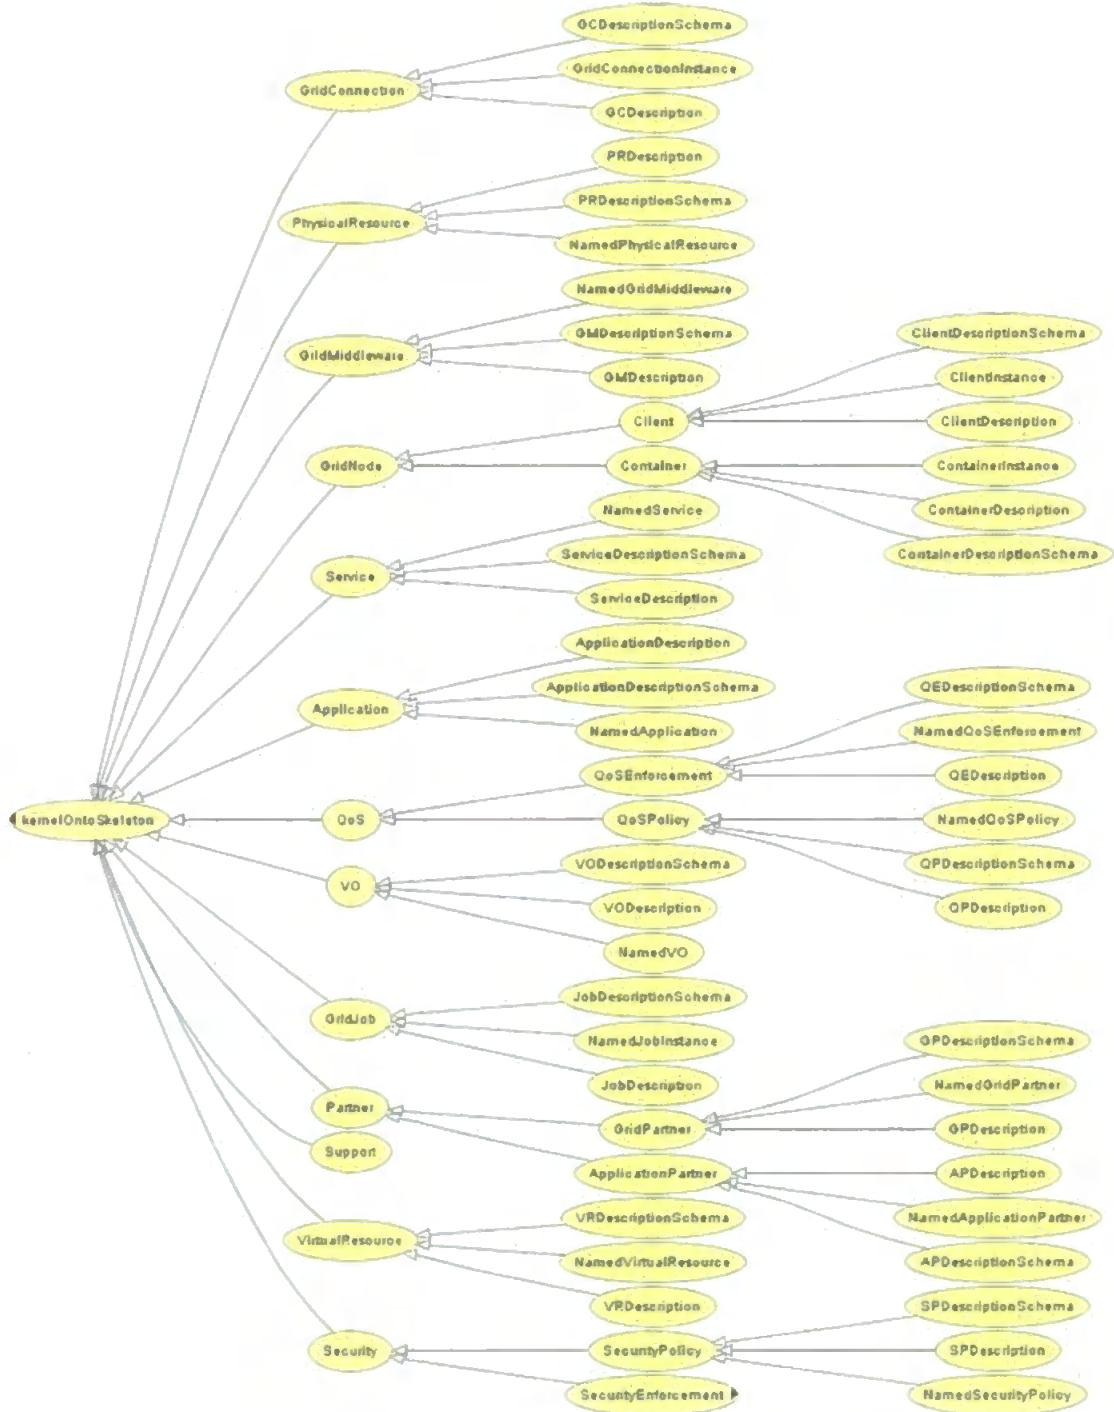 GCDescriptionSchema
GridConnectionInstance
GridConnection
GCDescription
PRDescription
PRDescriptionSchema
PhysicalResource
NamedPhysicalResource
NamedGridMiddleware
GMDescriptionSchema
ClientDescriptionSchema
GridMiddleware
GMDescription
ClientInstance
Client
ClientDescription
GridNode
Container
ContainerInstance
NamedService
ContainerDescription
ServiceDescriptionSchema
ContainerDescriptionSchema
Service
ServiceDescription
ApplicationDescription
ApplicationDescriptionSchema
QEDescriptionSchema
Application
NamedApplication
NamedQoSEnforcement
QoSEnforcement
QEDescription
kernelOntoSkeleton
QoS
QoSPolicy
NamedQoSPolicy
VODescriptionSchema
QPDescriptionSchema
VO
VODescription
QPDescription
NamedVO
JobDescriptionSchema
GridJob
NamedJobInstance
GPDescriptionSchema
JobDescription
NamedGridPartner
Partner
GridPartner
GPDescription
Support
ApplicationPartner
APDescription
VRDescriptionSchema
NamedApplicationPartner
VirtualResource
NamedVirtualResource
APDescriptionSchema
VRDescription
SPDescriptionSchema
Security
SecurityPolicy
SPDescription
SecurityEnforcement
NamedSecurityPolicy